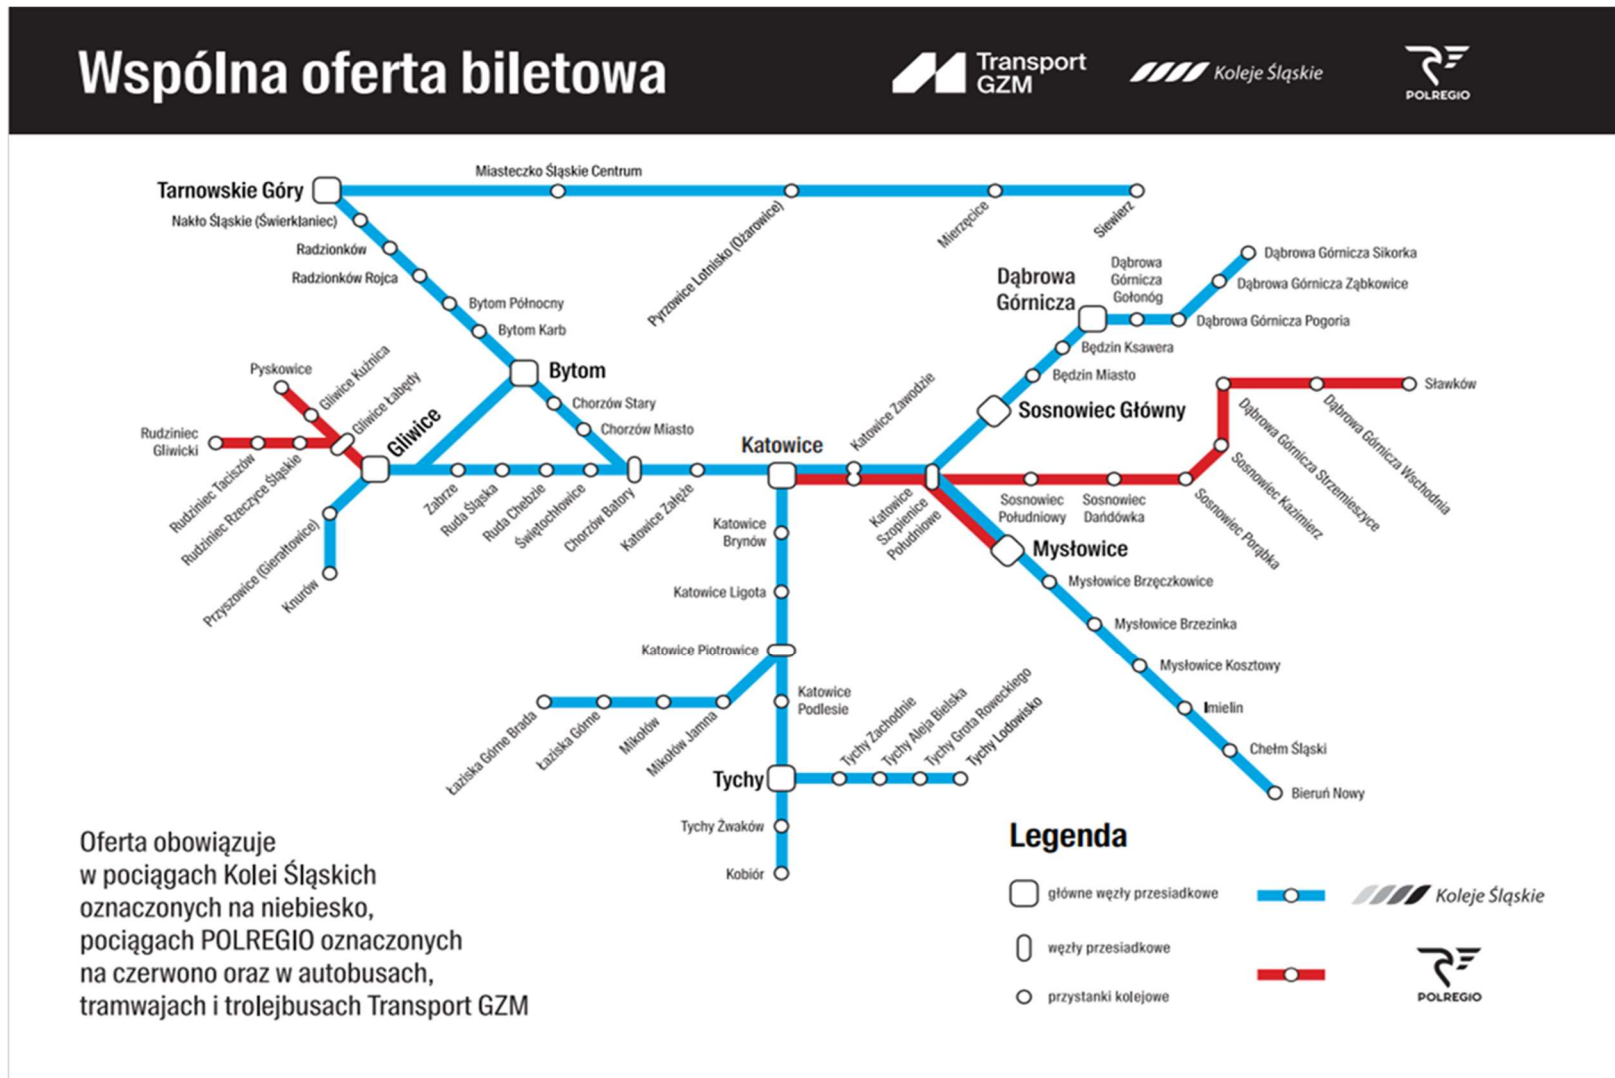 Wspólna oferta biletowa
Transport
GZM
Koleje Śląskie
POLREGIO
Tarnowskie Góry
Miasteczko Śląskie Centrum
Pyrzowice Lotnisko (Ożarowice)
Mierzęcice
Siewierz
Nakło Śląskie (Świerklaniec)
Radzionków
Radzionków Rojca
Bytom Północny
Bytom Karb
Bytom
Chorzów Stary
Chorzów Miasto
Dąbrowa
Górnicza
Dąbrowa
Górnicza
Gołonóg
Dąbrowa Górnicza Sikorka
Dąbrowa Górnicza Ząbkowice
Dąbrowa Górnicza Pogoria
Będzin Ksawera
Będzin Miasto
Sosnowiec Główny
Pyskowice
Gliwice Kuźnica
Gliwice Łabędy
Gliwice
Rudziniec
Gliwicki
Rudziniec Taciszów
Rudziniec Rzeczyce Śląskie
Przyszowice (Gierałtowice)
Knurów
Zabrze
Ruda Śląska
Ruda Chebzie
Świętochłowice
Chorzów Batory
Katowice Załęże
Katowice
Katowice Zawodzie
Katowice
Szopienice
Południowe
Sosnowiec
Południowy
Sosnowiec
Dańdówka
Sosnowiec Porąbka
Sosnowiec Kazimierz
Dąbrowa Górnicza Strzemieszyce
Dąbrowa Górnicza Wschodnia
Sławków
Katowice
Brynów
Katowice Ligota
Katowice Piotrowice
Łaziska Górne Brada
Łaziska Górne
Mikołów
Mikołów Jamna
Katowice
Podlesie
Tychy
Tychy Zachodnie
Tychy Aleja Bielska
Tychy Grota Roweckiego
Tychy Lodowisko
Tychy Żwaków
Kobiór
Mysłowice
Mysłowice Brzęczkowice
Mysłowice Brzezinka
Mysłowice Kosztowy
Imielin
Chełm Śląski
Bieruń Nowy
Oferta obowiązuje
w pociągach Kolei Śląskich
oznaczonych na niebiesko,
pociągach POLREGIO oznaczonych
na czerwono oraz w autobusach,
tramwajach i trolejbusach Transport GZM
Legenda
główne węzły przesiadkowe
węzły przesiadkowe
przystanki kolejowe
Koleje Śląskie
POLREGIO